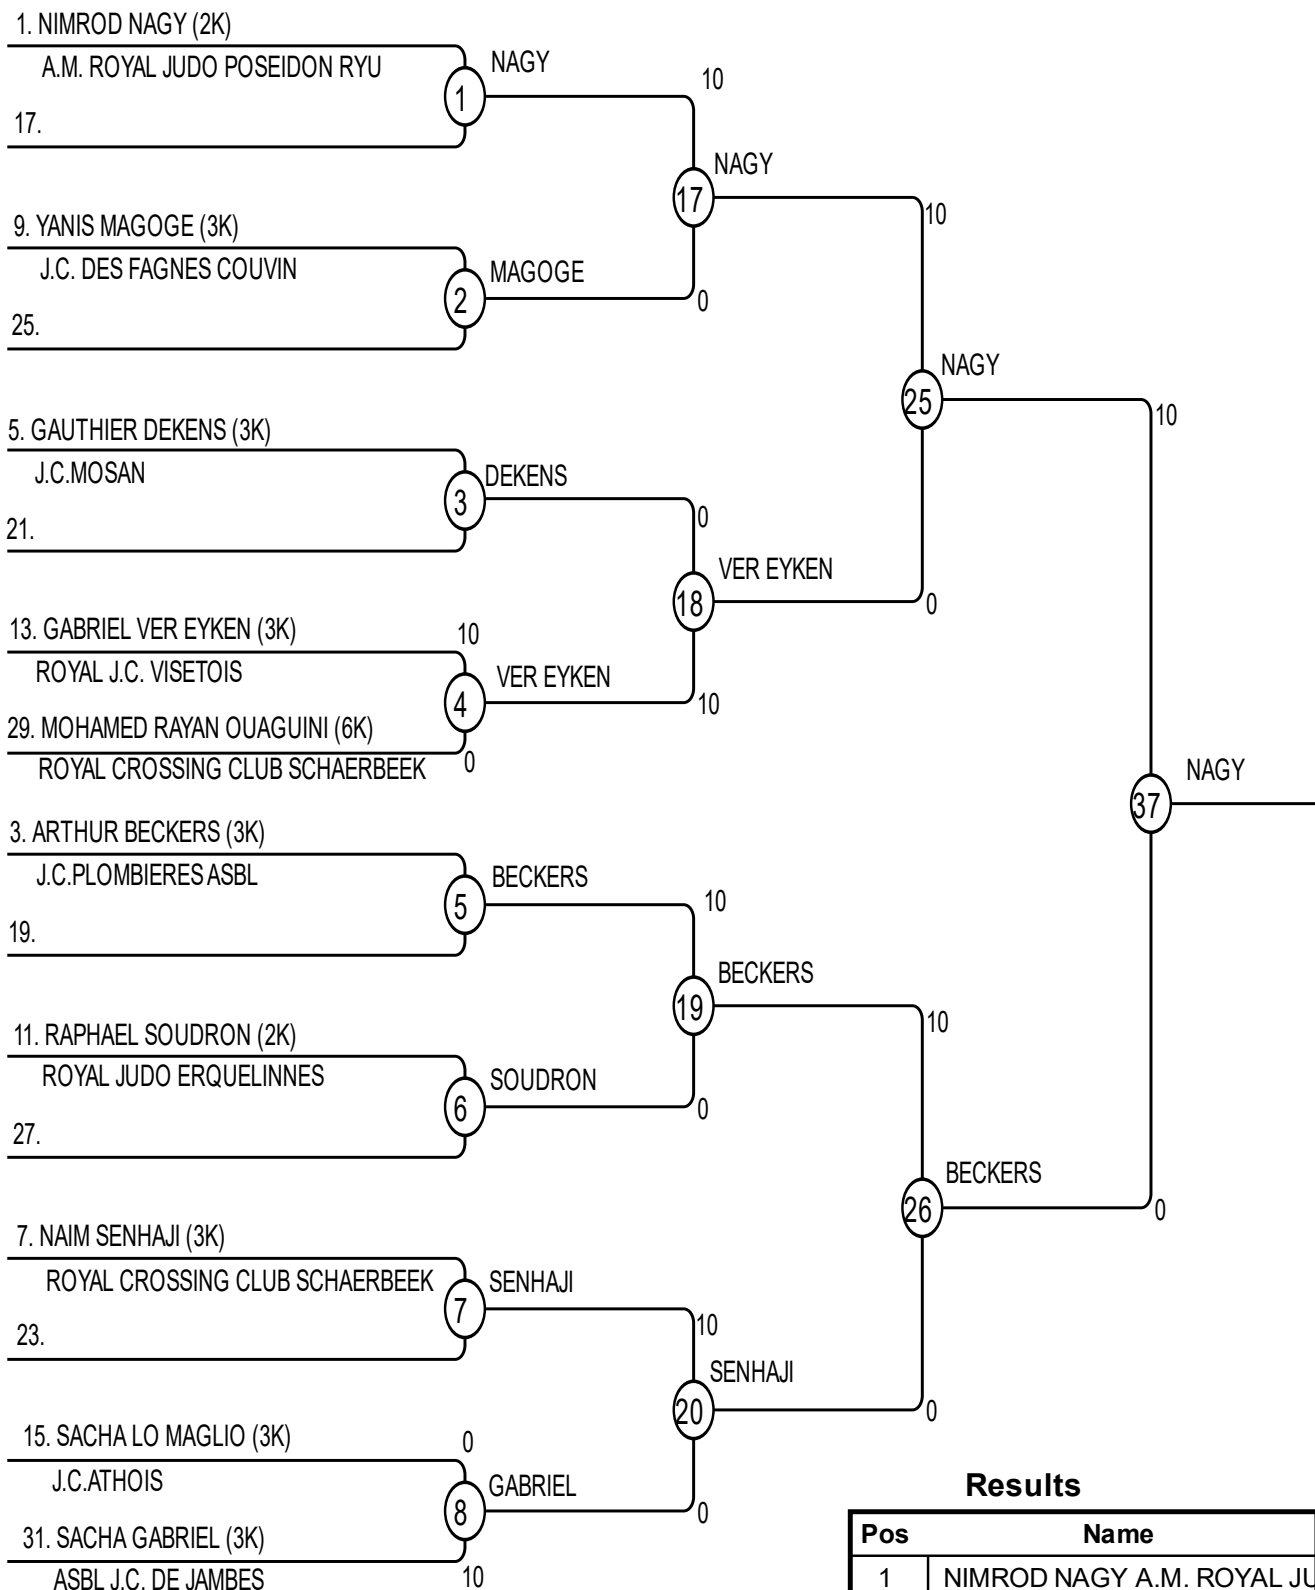 1. NIMROD NAGY (2K)
A.M. ROYAL JUDO POSEIDON RYU
17.
1
NAGY
10
9. YANIS MAGOGE (3K)
J.C. DES FAGNES COUVIN
25.
2
MAGOGE
0
17
NAGY
10
5. GAUTHIER DEKENS (3K)
J.C.MOSAN
21.
3
DEKENS
0
13. GABRIEL VER EYKEN (3K)
10
ROYAL J.C. VISETOIS
29. MOHAMED RAYAN OUAGUINI (6K)
0
ROYAL CROSSING CLUB SCHAERBEEK
4
VER EYKEN
10
18
VER EYKEN
0
25
NAGY
10
3. ARTHUR BECKERS (3K)
J.C.PLOMBIERES ASBL
19.
5
BECKERS
10
11. RAPHAEL SOUDRON (2K)
ROYAL JUDO ERQUELINNES
27.
6
SOUDRON
0
19
BECKERS
10
7. NAIM SENHAJI (3K)
ROYAL CROSSING CLUB SCHAERBEEK
23.
7
SENHAJI
10
15. SACHA LO MAGLIO (3K)
0
J.C.ATHOIS
31. SACHA GABRIEL (3K)
10
ASBL J.C. DE JAMBES
8
GABRIEL
0
20
SENHAJI
0
26
BECKERS
0
37
NAGY
Results
Pos Name
1 NIMROD NAGY A.M. ROYAL JU